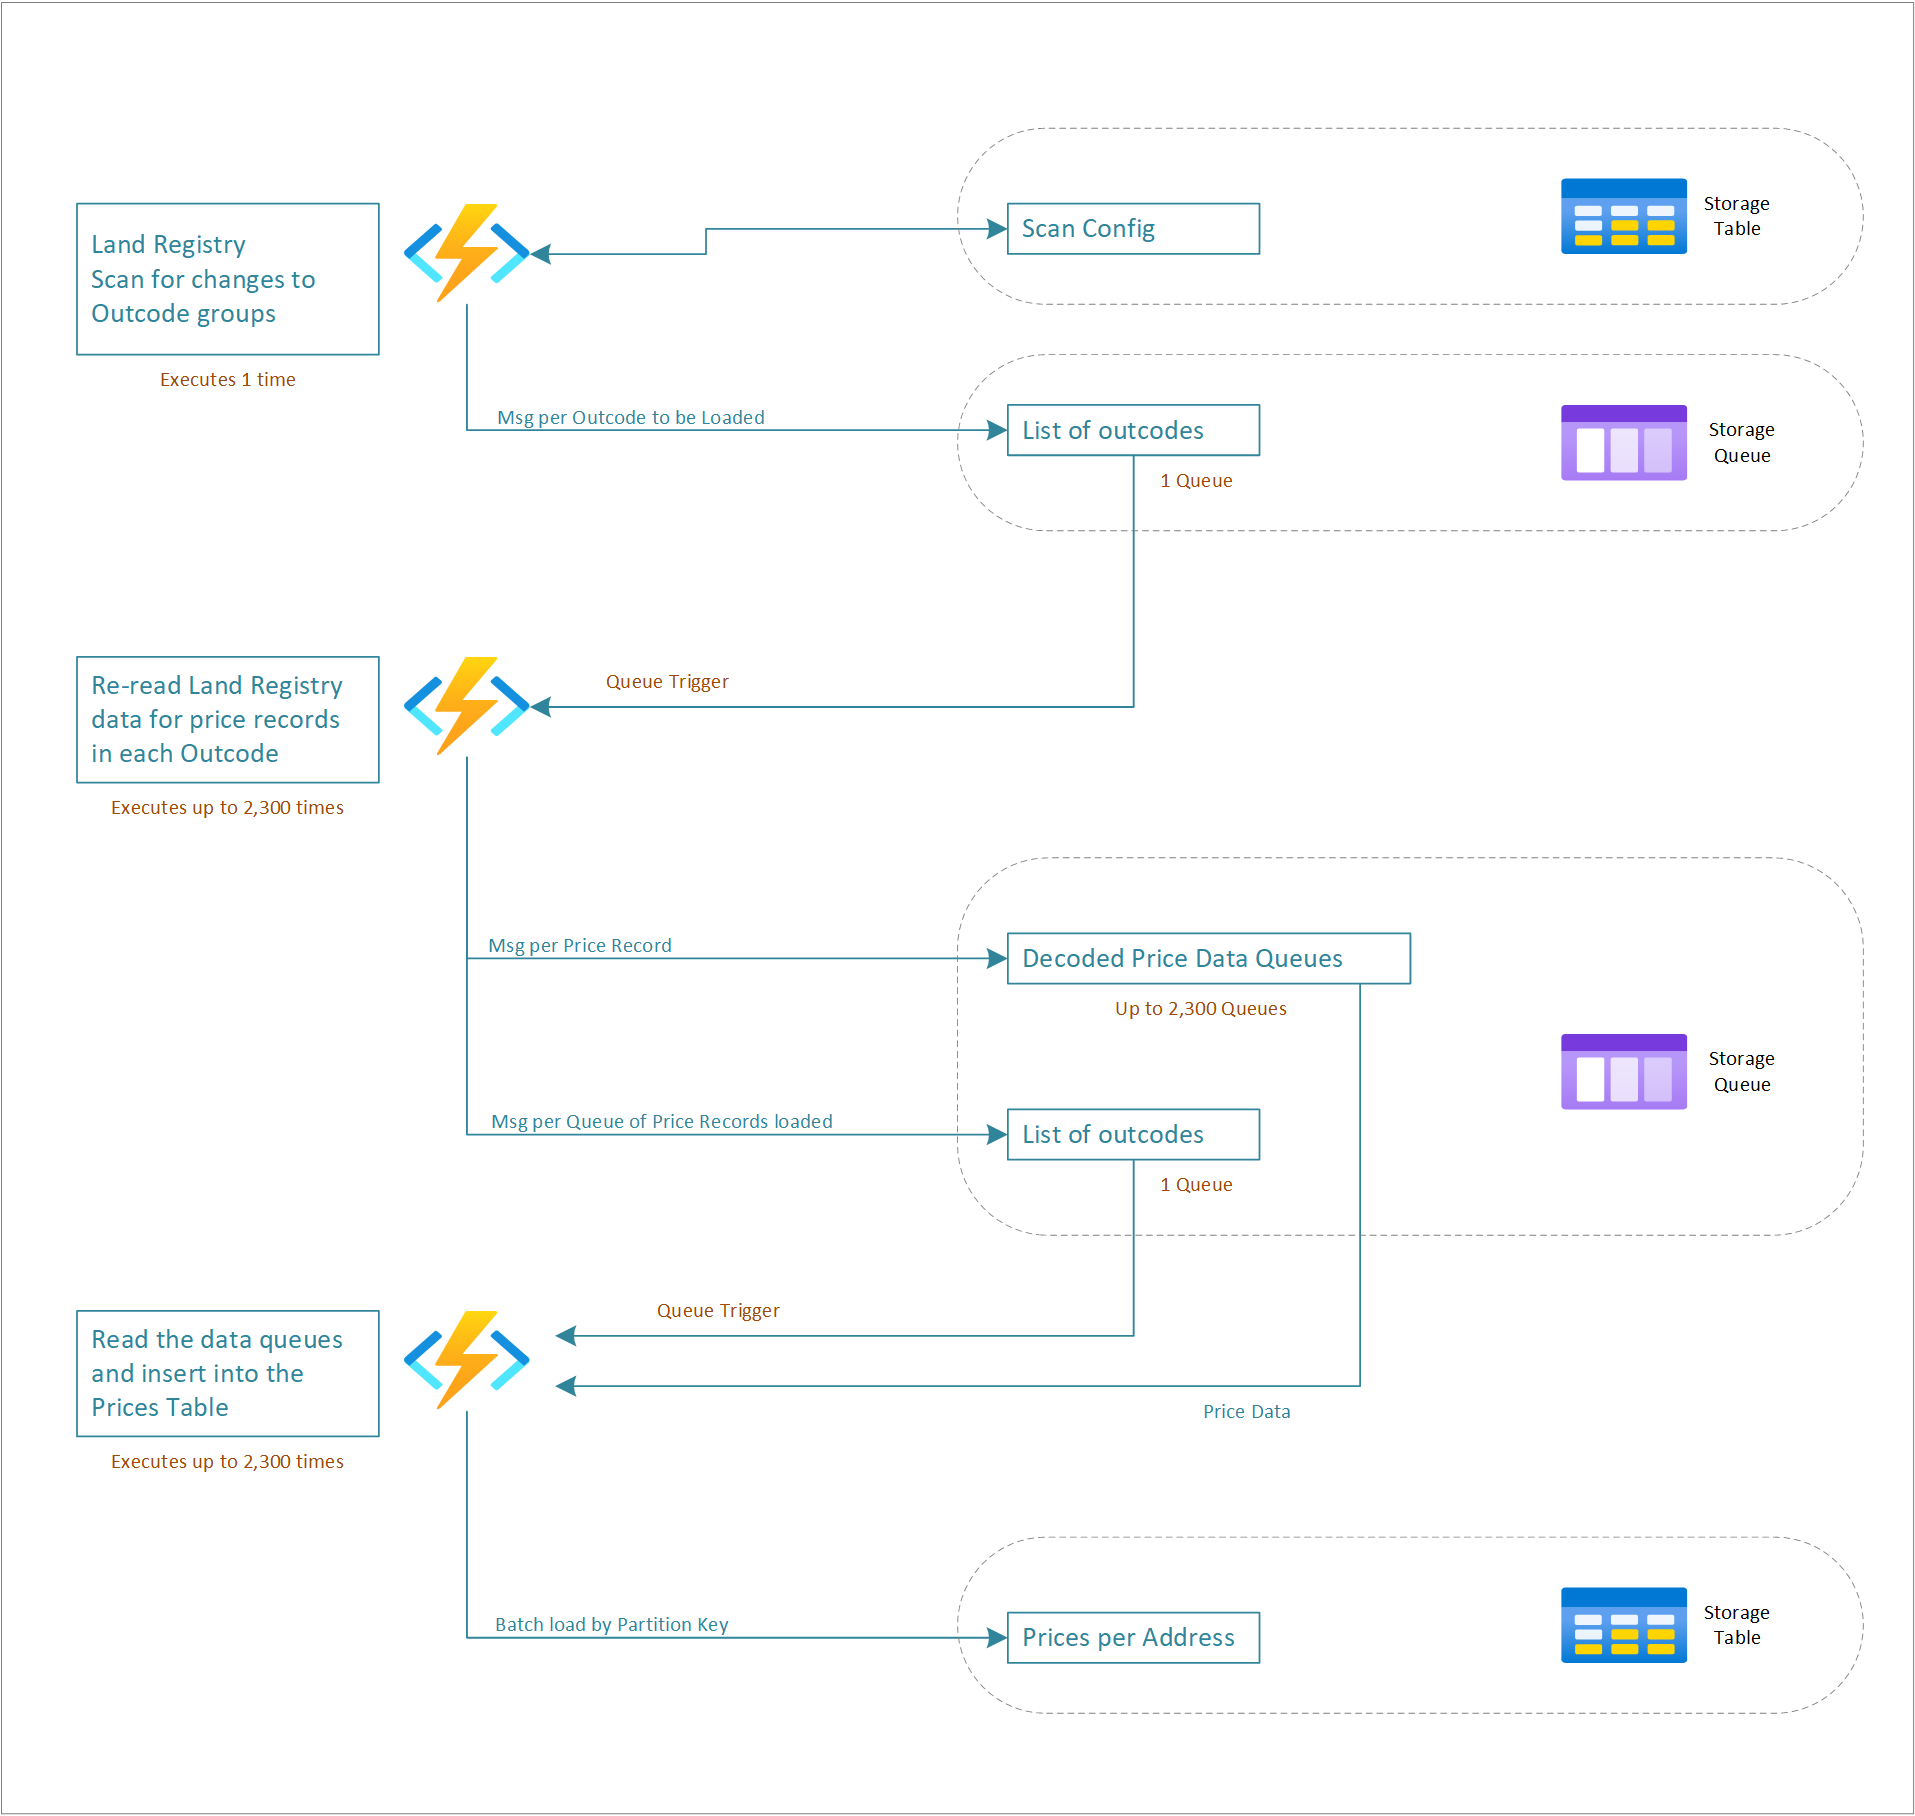 Land Registry
Scan for changes to
Outcode groups
Executes 1 time
Scan Config
Storage
Table
Msg per Outcode to be Loaded
List of outcodes
1 Queue
Storage
Queue
Re-read Land Registry
data for price records
in each Outcode
Executes up to 2,300 times
Queue Trigger
Msg per Price Record
Decoded Price Data Queues
Up to 2,300 Queues
Storage
Queue
Msg per Queue of Price Records loaded
List of outcodes
1 Queue
Read the data queues
and insert into the
Prices Table
Executes up to 2,300 times
Queue Trigger
Price Data
Batch load by Partition Key
Prices per Address
Storage
Table